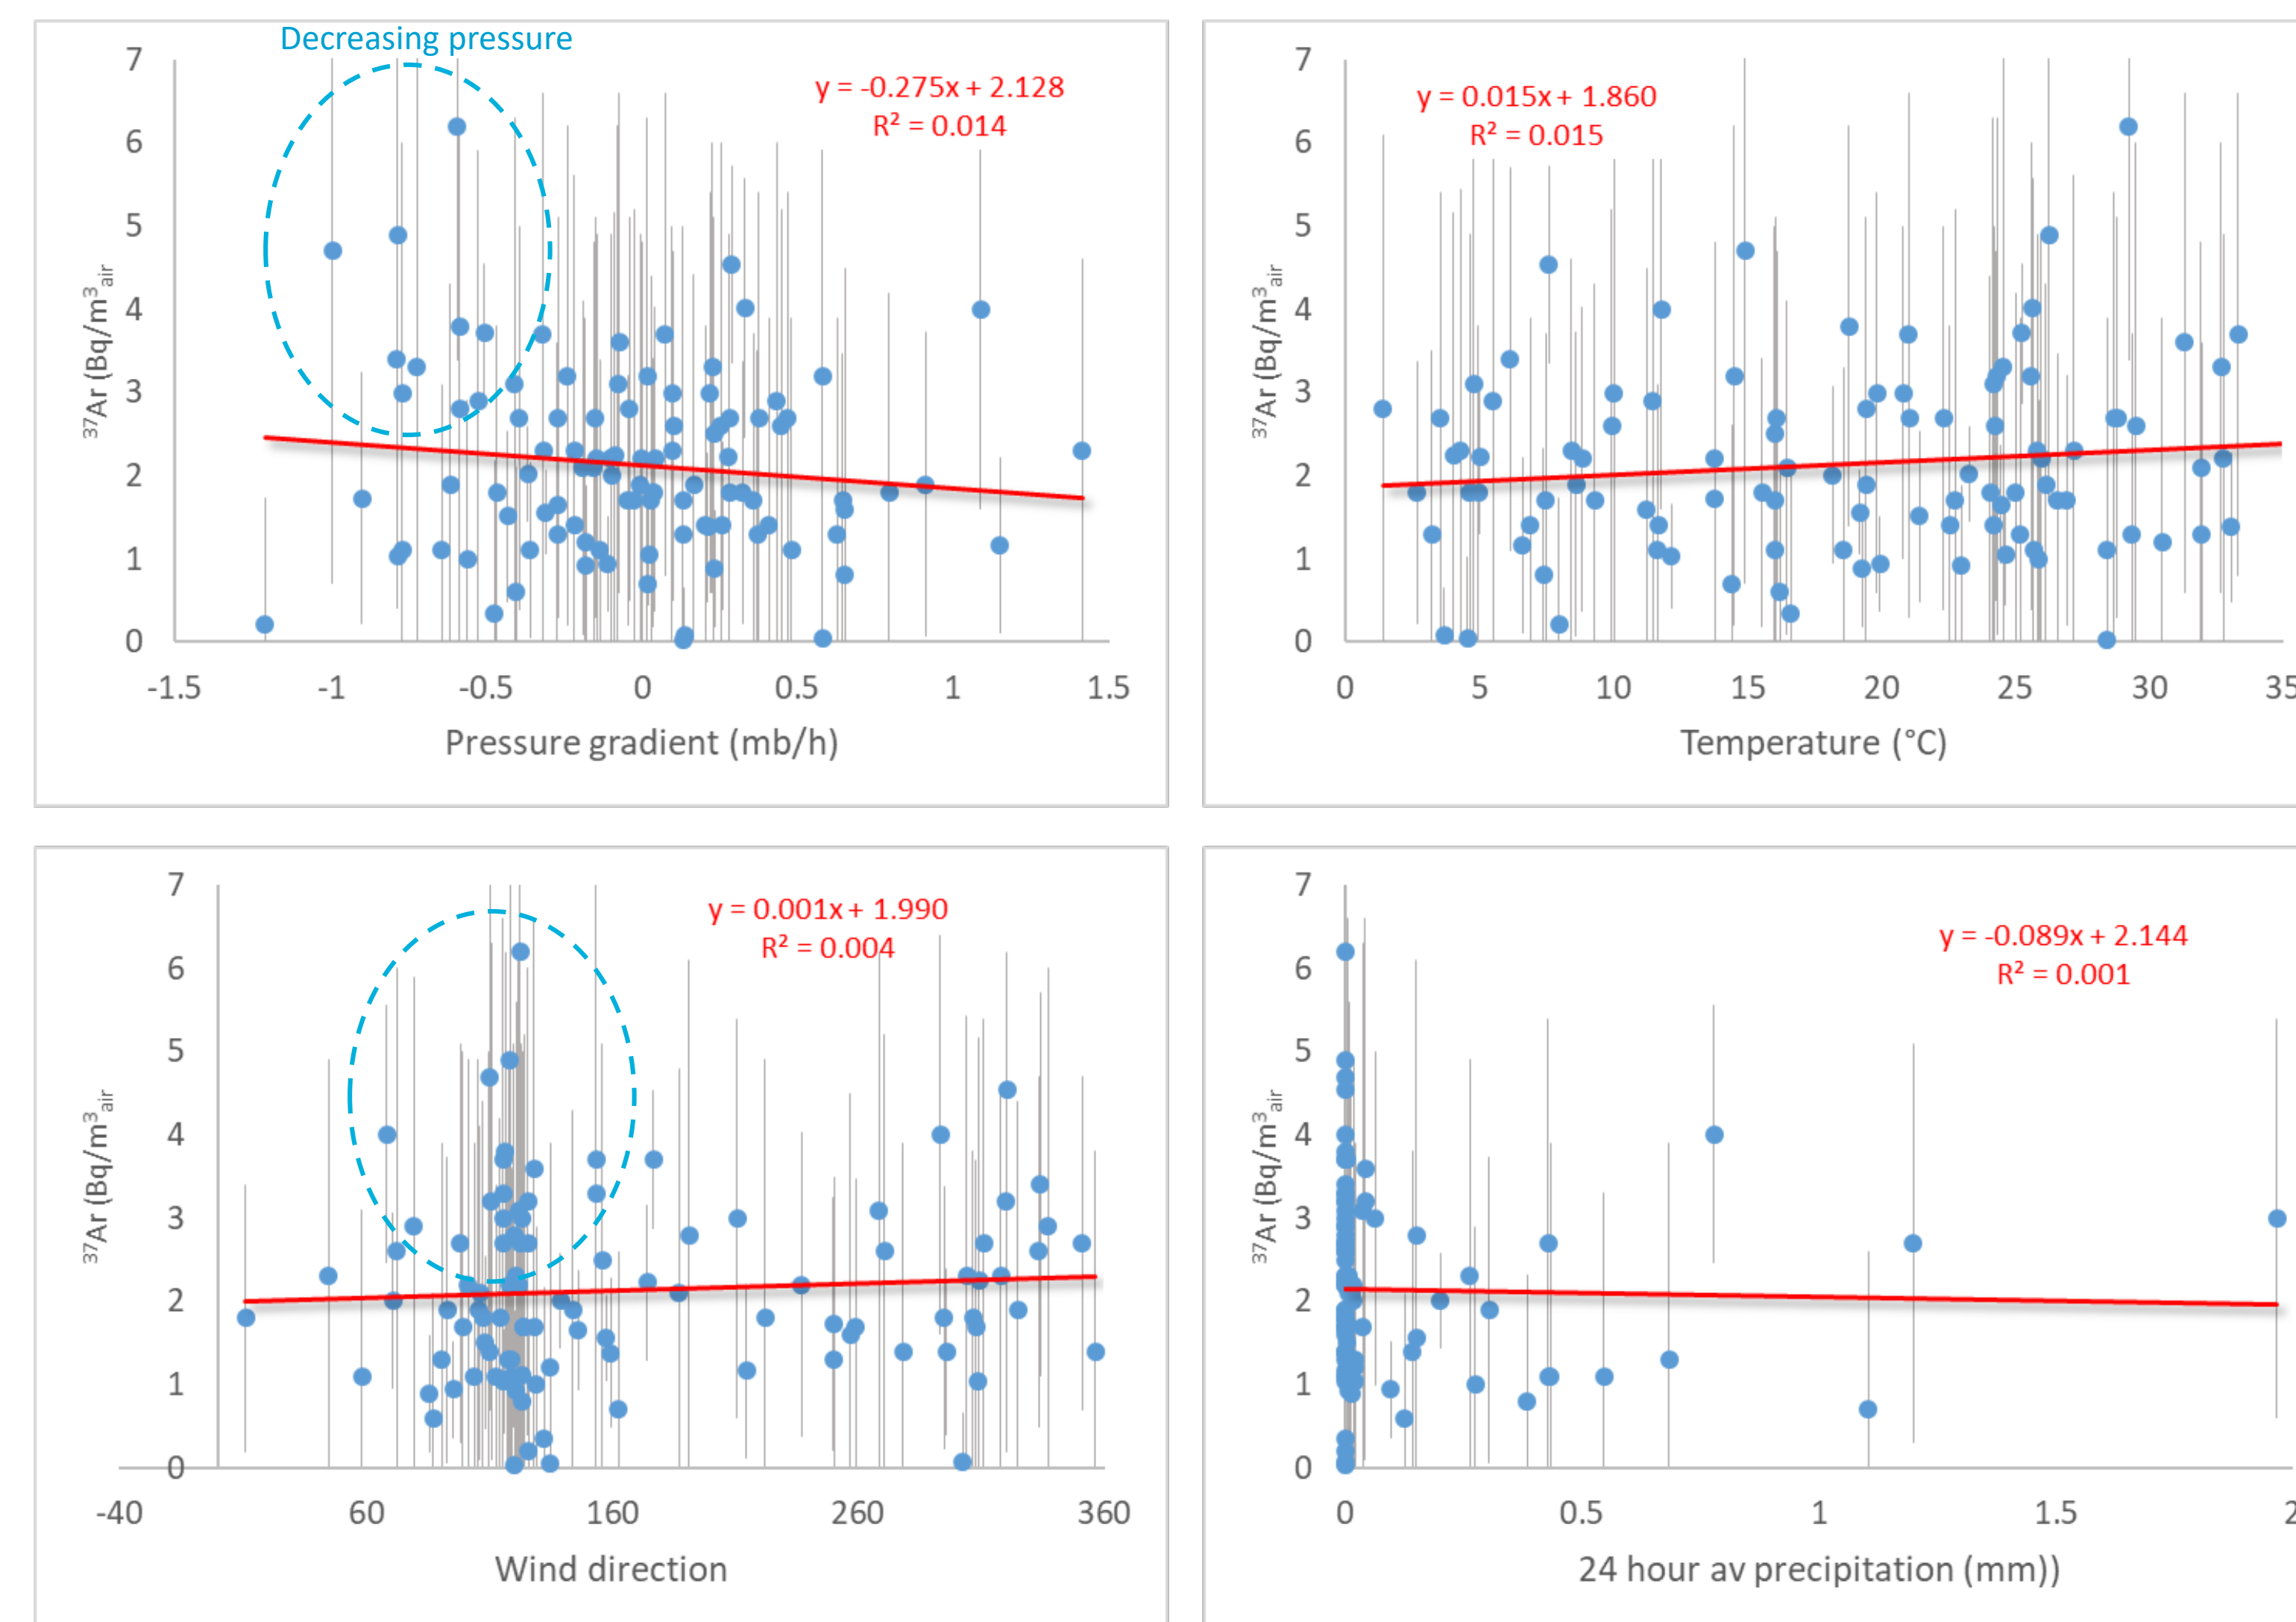 Decreasing pressure
7
6
5
4
3
2
1
0
³⁷Ar (Bq/m³air
y = -0.275x + 2.128
R² = 0.014
-1.5 -1 -0.5 0 0.5 1 1.5
Pressure gradient (mb/h)
7
6
5
4
3
2
1
0
³⁷Ar (Bq/m³air
y = 0.015x + 1.860
R² = 0.015
0 5 10 15 20 25 30 35
Temperature (°C)
7
6
5
4
3
2
1
0
³⁷Ar (Bq/m³air
y = 0.001x + 1.990
R² = 0.004
-40 60 160 260 360
Wind direction
7
6
5
4
3
2
1
0
³⁷Ar (Bq/m³air
y = -0.089x + 2.144
R² = 0.001
0 0.5 1 1.5 2
24 hour av precipitation (mm))